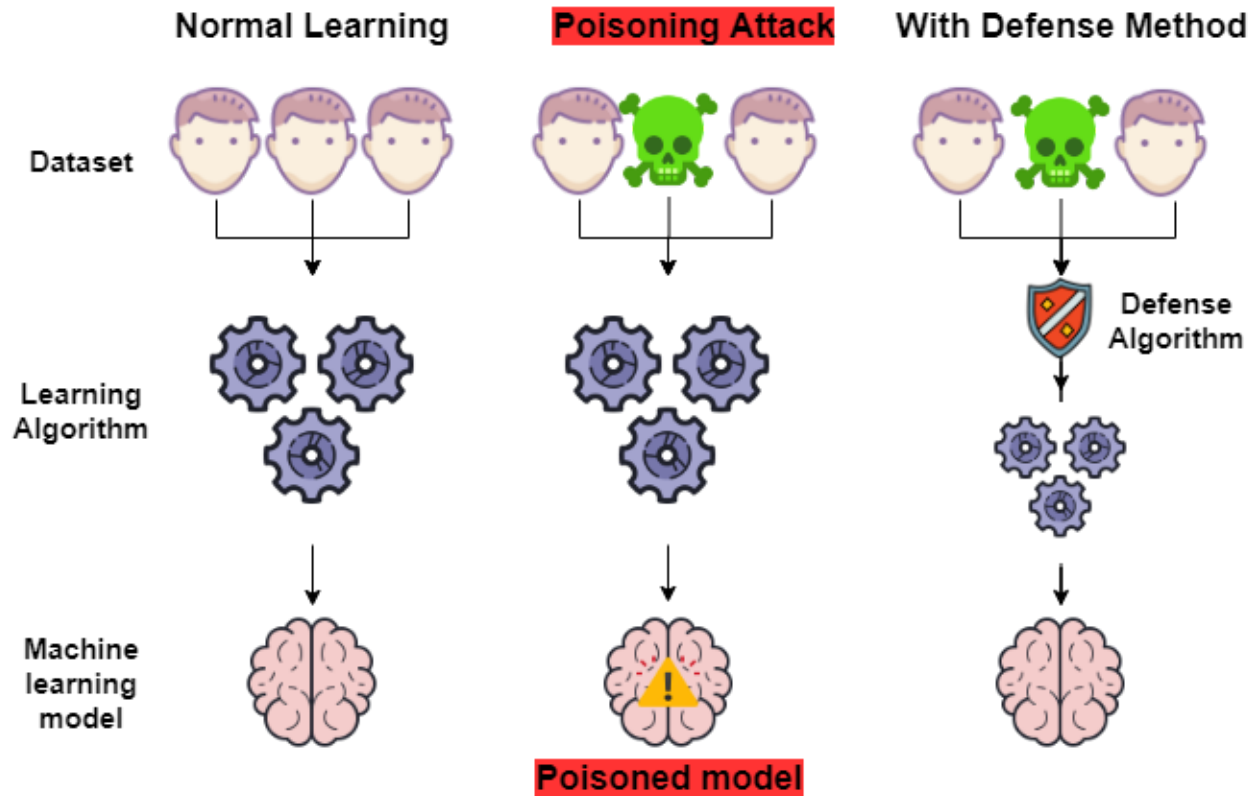 Normal Learning
Poisoning Attack
With Defense Method
Dataset
Defense
Algorithm
Learning
Algorithm
Machine
learning
model
Poisoned model